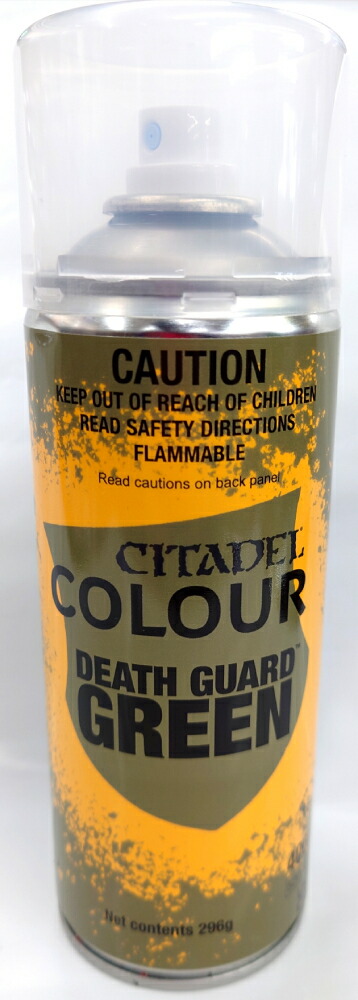 CAUTION
KEEP OUT OF REACH OF CHILDREN
READ SAFETY DIRECTIONS
FLAMMABLE
Read cautions on back panel
CITADEL
COLOUR
DEATH GUARD™
GREEN
Net contents 296g